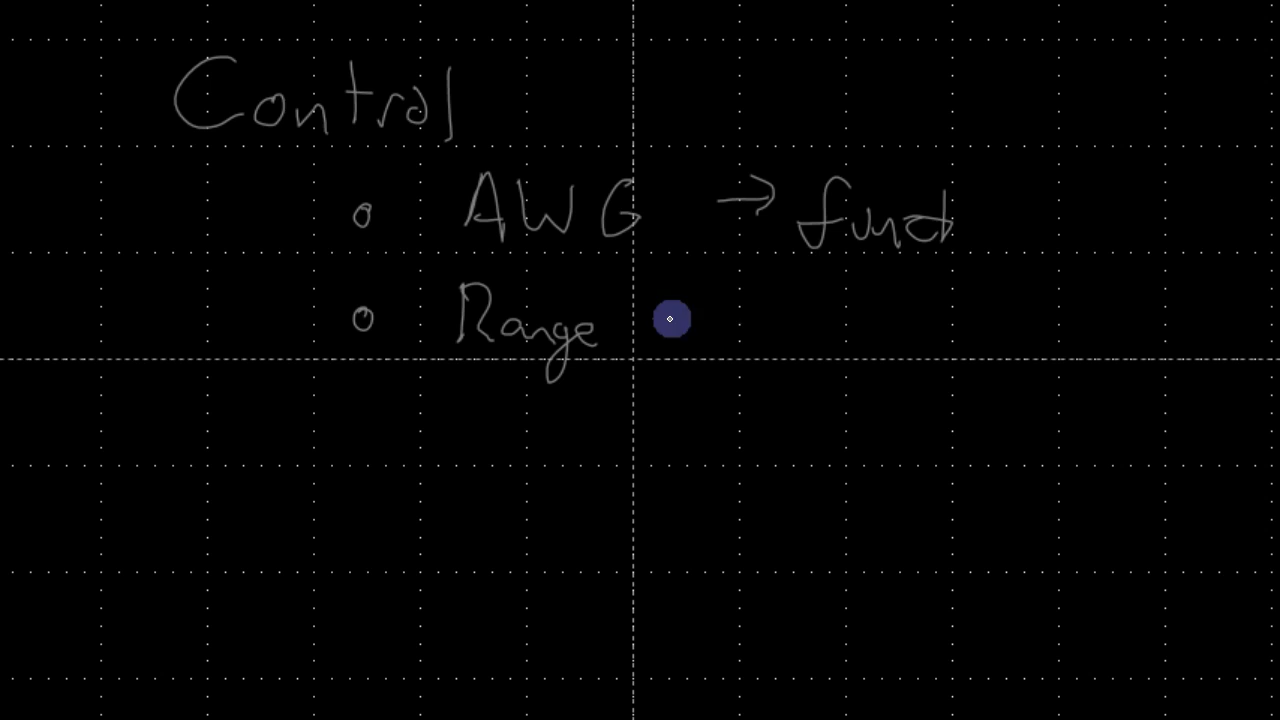 Control
○ AWG → funct
○ Range